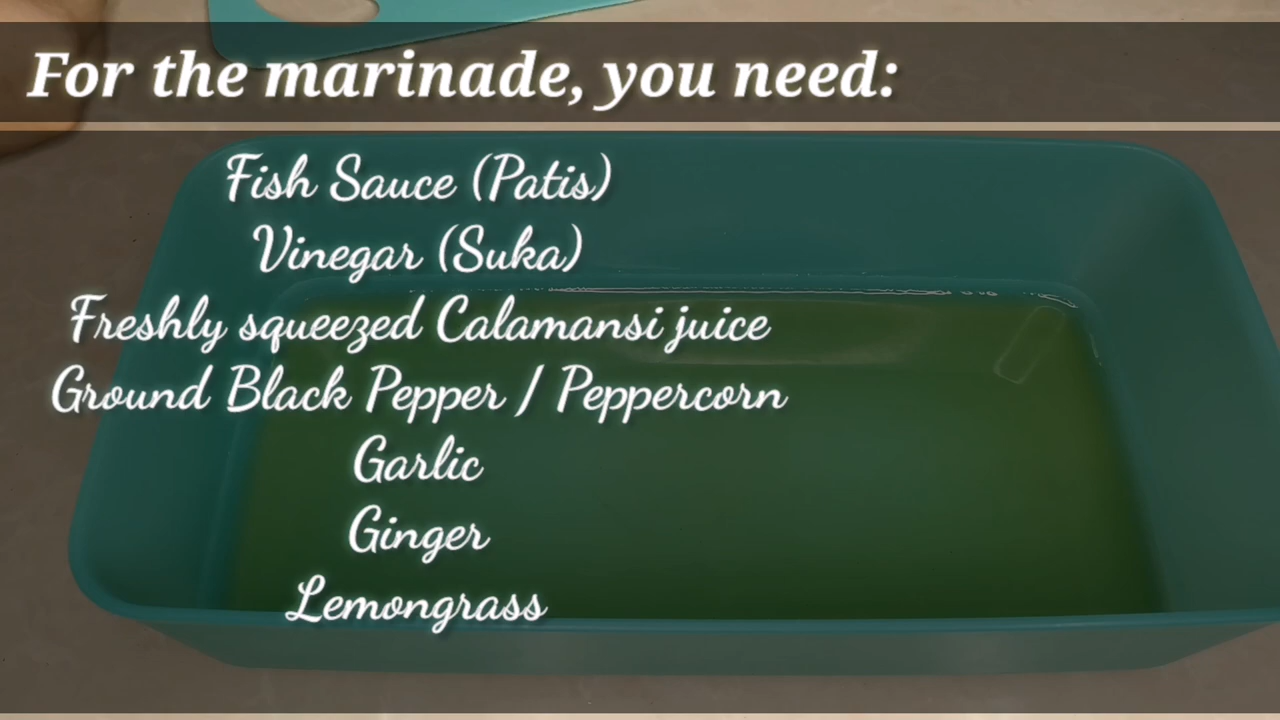 For the marinade, you need:
Fish Sauce (Patis)
Vinegar (Suka)
Freshly squeezed Calamansi juice
Ground Black Pepper / Peppercorn
Garlic
Ginger
Lemongrass